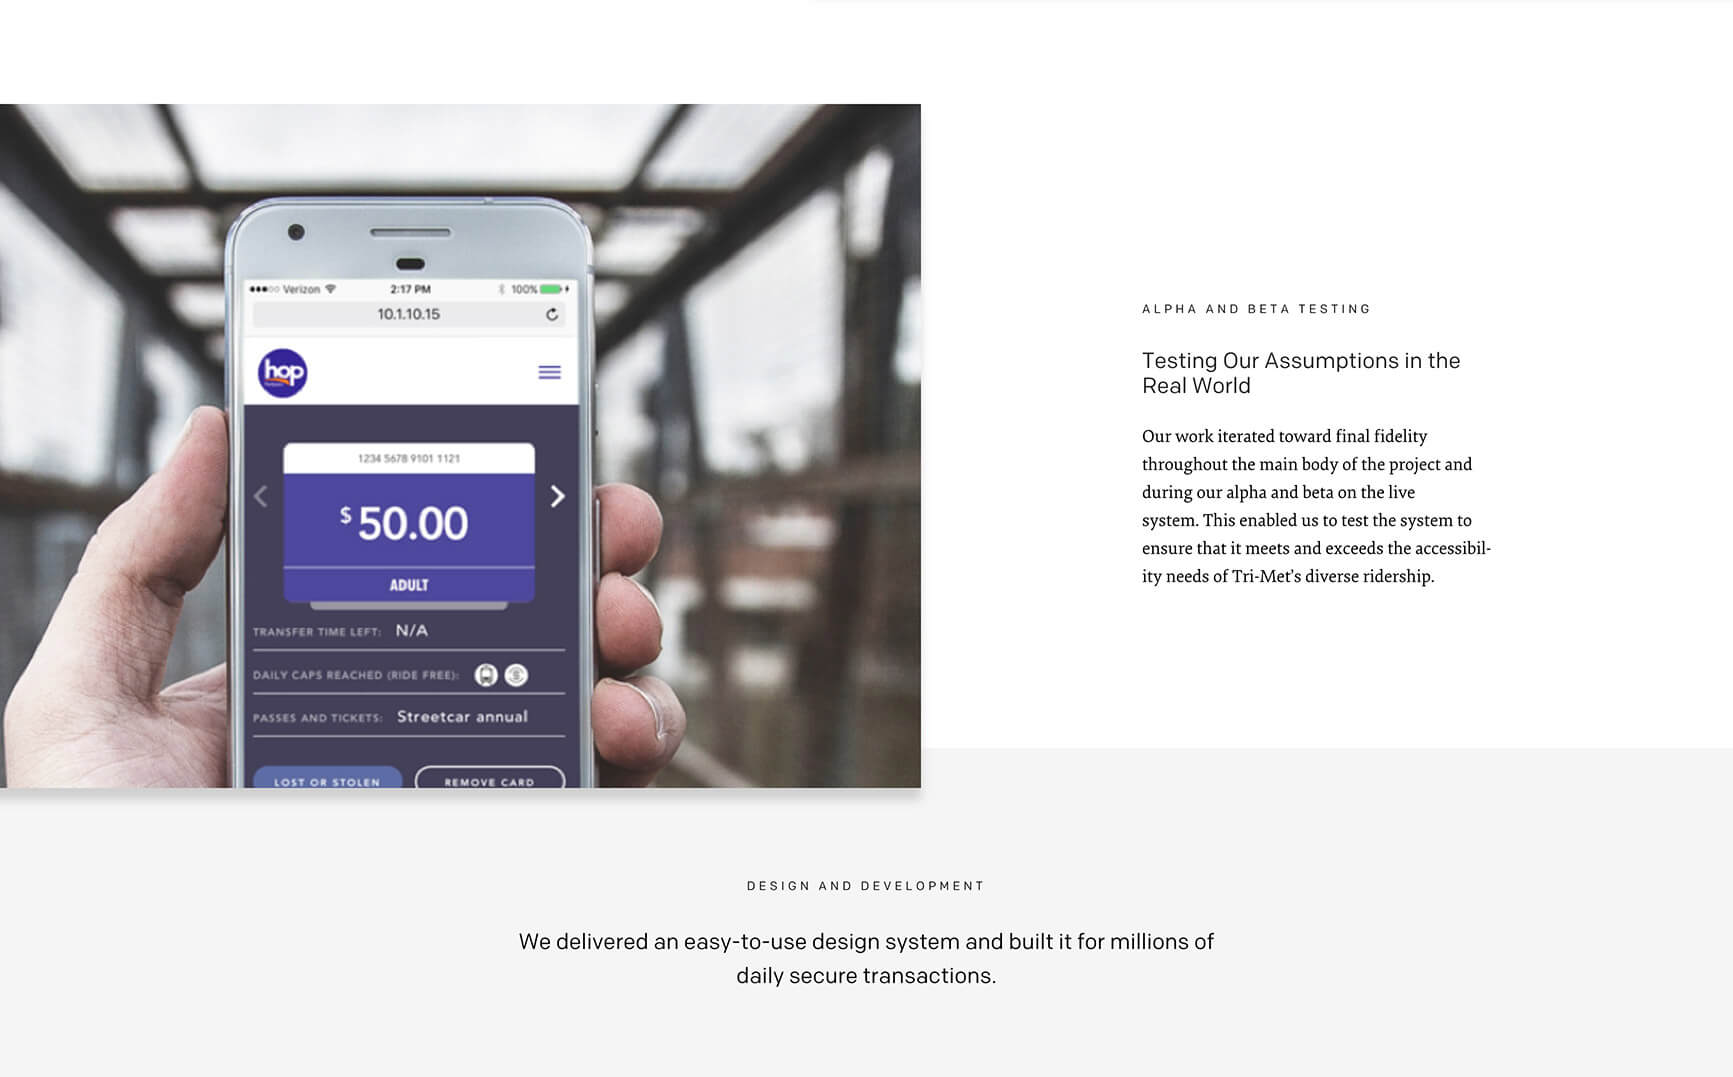 Verizon 2:17 PM 100%
10.1.10.15
hop
1234 5678 9101 1121
$50.00
ADULT
TRANSFER TIME LEFT: N/A
DAILY CAPS REACHED (RIDE FREE):
PASSES AND TICKETS: Streetcar annual
LOST OR STOLEN REMOVE CARD
ALPHA AND BETA TESTING
Testing Our Assumptions in the
Real World
Our work iterated toward final fidelity
throughout the main body of the project and
during our alpha and beta on the live
system. This enabled us to test the system to
ensure that it meets and exceeds the accessibil-
ity needs of Tri-Met’s diverse ridership.
DESIGN AND DEVELOPMENT
We delivered an easy-to-use design system and built it for millions of
daily secure transactions.